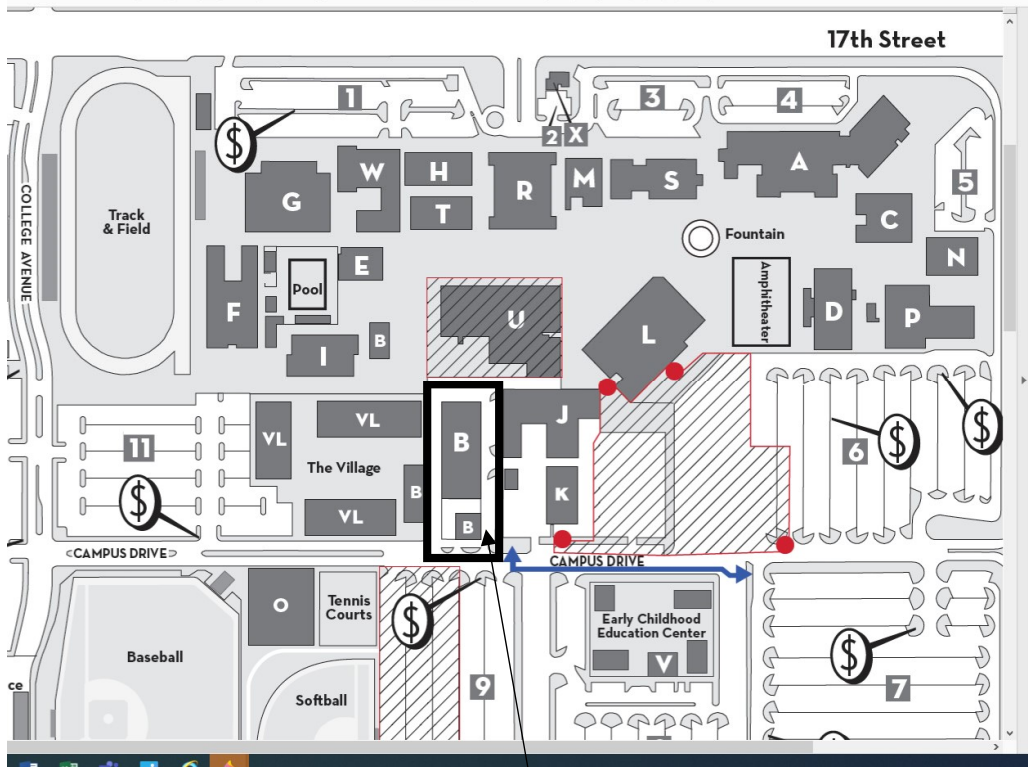 17th Street
1
2 X
3
4
$
COLLEGE AVENUE
Track
& Field
G
W
H
T
R
M
S
A
5
C
N
Fountain
Amphitheater
D
P
F
E
Pool
I
B
U
L
J
K
VL
VL
The Village
VL
B
B
B
11
$
6
$
$
<CAMPUS DRIVE>
CAMPUS DRIVE
O
Tennis
Courts
Baseball
Softball
$
9
Early Childhood
Education Center
V
$
7
ce